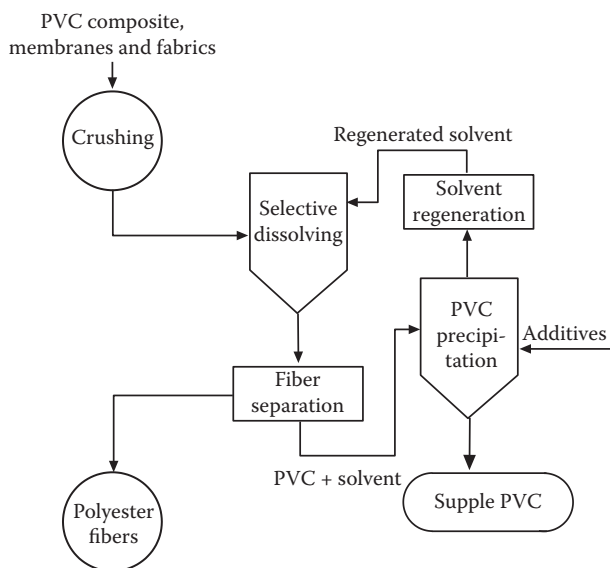 PVC composite,
membranes and fabrics
Crushing
Regenerated solvent
Selective
dissolving
Solvent
regeneration
PVC
precipi-
tation
Additives
Fiber
separation
PVC + solvent
Polyester
fibers
Supple PVC